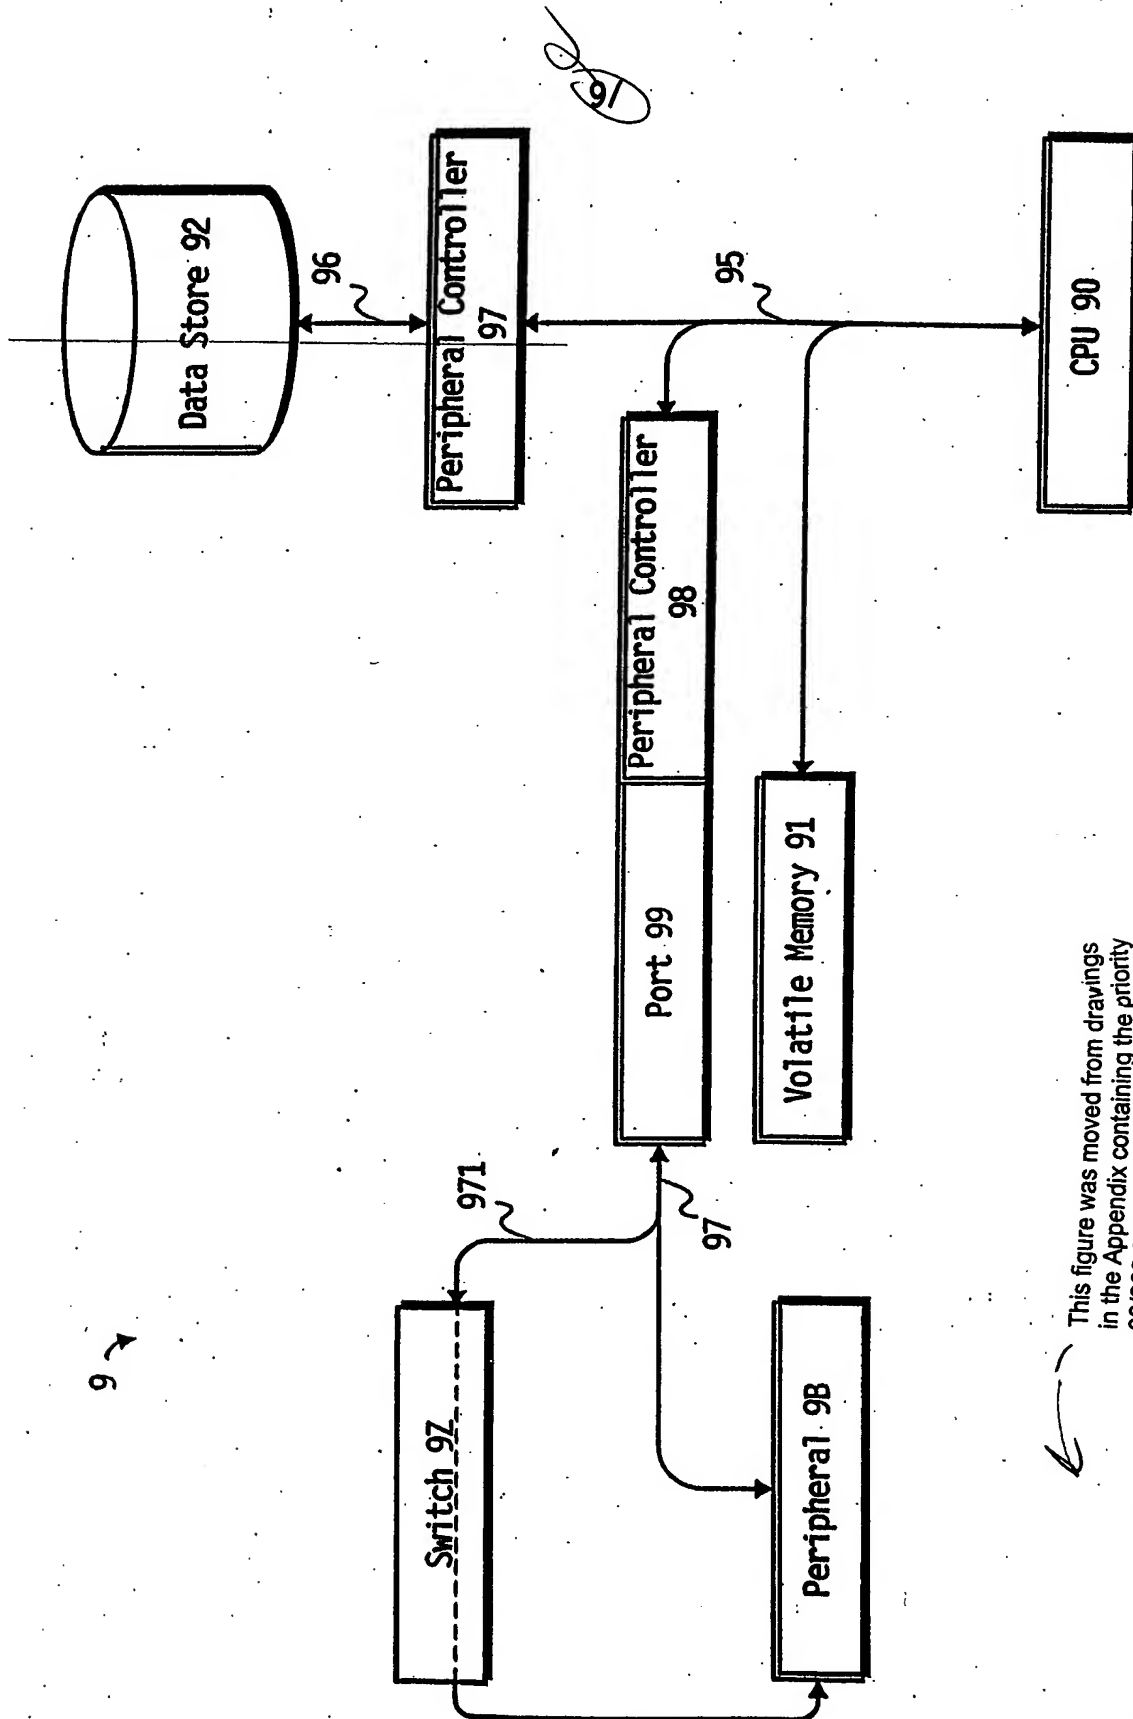 9
Switch 9Z
971
97
Peripheral 9B
Port 99
Peripheral Controller
98
Volatile Memory 91
Data Store 92
96
Peripheral Controller
97
95
CPU 90
9/
This figure was moved from drawings
in the Appendix containing the priority